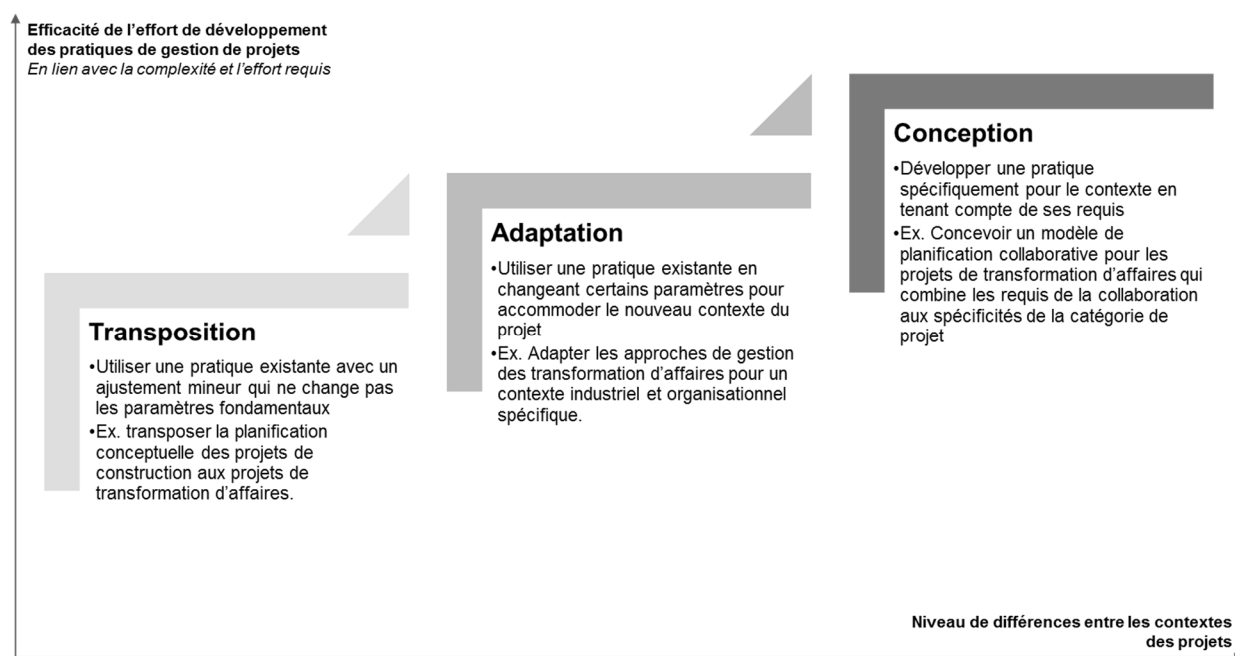 Efficacité de l'effort de développement
des pratiques de gestion de projets
En lien avec la complexité et l'effort requis
Transposition
•Utiliser une pratique existante avec un
ajustement mineur qui ne change pas
les paramètres fondamentaux
•Ex. transposer la planification
conceptuelle des projets de
construction aux projets de
transformation d'affaires.
Adaptation
•Utiliser une pratique existante en
changeant certains paramètres pour
accommoder le nouveau contexte du
projet
•Ex. Adapter les approches de gestion
des transformation d'affaires pour un
contexte industriel et organisationnel
spécifique.
Conception
•Développer une pratique
spécifiquement pour le contexte en
tenant compte de ses requis
•Ex. Concevoir un modèle de
planification collaborative pour les
projets de transformation d'affaires qui
combine les requis de la collaboration
aux spécificités de la catégorie de
projet
Niveau de différences entre les contextes
des projets